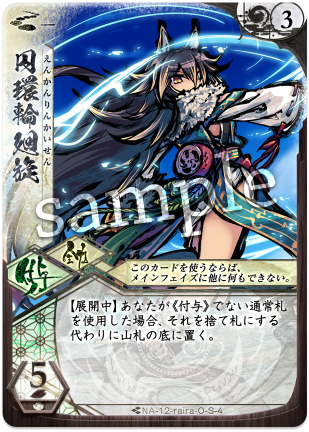 3
円環輪廻旋
えんかんりんかいせん
sample
付与
全力
このカードを使うならば、
メインフェイズに他に何もできない。
【展開中】あなたが《付与》でない通常札
を使用した場合、それを捨て札にする
代わりに山札の底に置く。
5
NA-12-raira-O-S-4